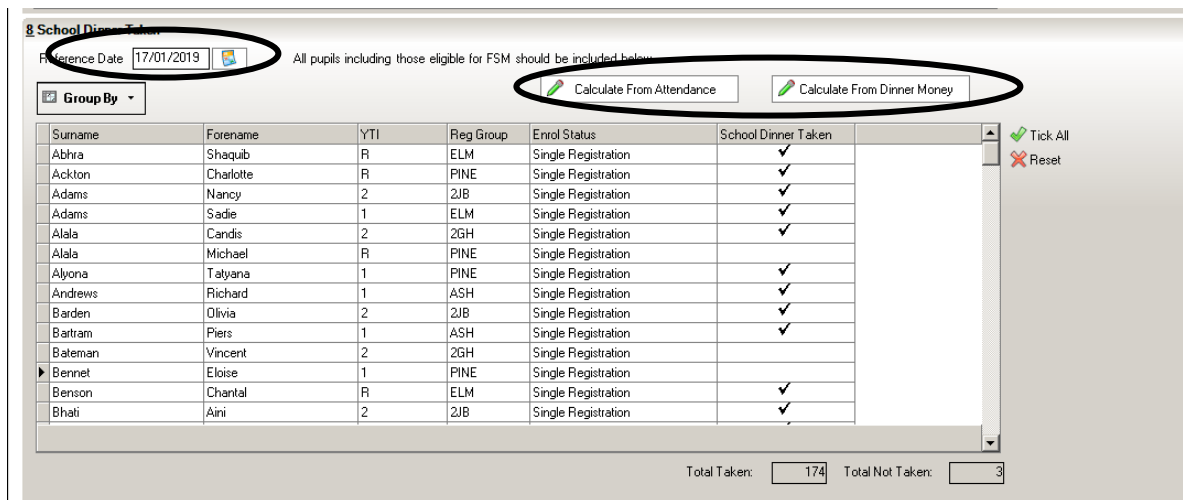 8 School Dinner Taken
Reference Date 17/01/2019 All pupils including those eligible for FSM should be included below
Calculate From Attendance Calculate From Dinner Money
Group By
Surname Forename YTI Reg Group Enrol Status School Dinner Taken
Tick All
Abhra Shaquib R ELM Single Registration ✓
Reset
Ackton Charlotte R PINE Single Registration ✓
Adams Nancy 2 2JB Single Registration ✓
Adams Sadie 1 ELM Single Registration ✓
Alala Candis 2 2GH Single Registration ✓
Alala Michael R PINE Single Registration
Alyona Tatyana 1 PINE Single Registration ✓
Andrews Richard 1 ASH Single Registration ✓
Barden Olivia 2 2JB Single Registration ✓
Bartram Piers 1 ASH Single Registration ✓
Bateman Vincent 2 2GH Single Registration
Bennet Eloise 1 PINE Single Registration
Benson Chantal R ELM Single Registration ✓
Bhati Aini 2 2JB Single Registration ✓
Total Taken: 174 Total Not Taken: 3